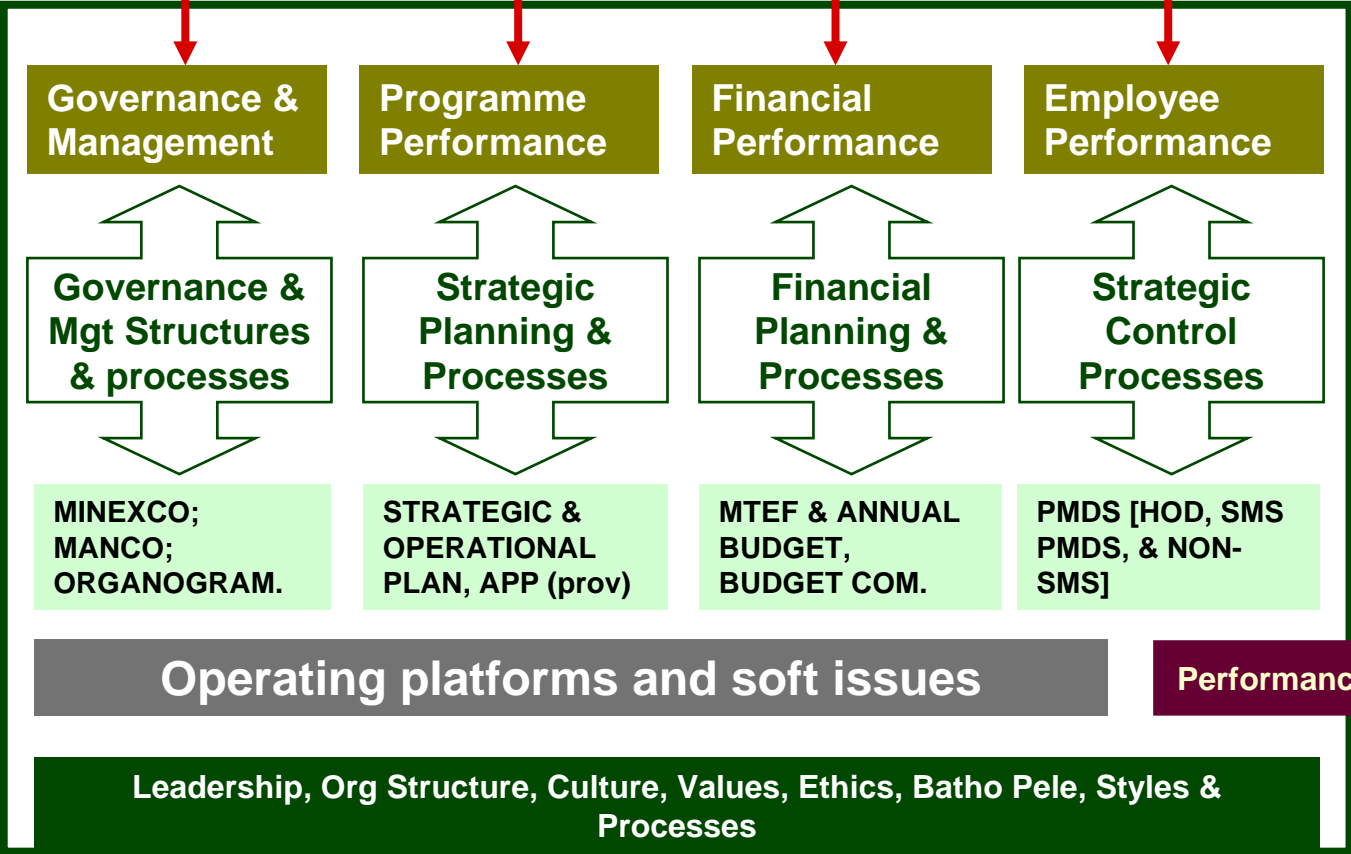 Governance &
Management
Programme
Performance
Financial
Performance
Employee
Performance
Governance &
Mgt Structures
& processes
Strategic
Planning &
Processes
Financial
Planning &
Processes
Strategic
Control
Processes
MINEXCO;
MANCO;
ORGANOGRAM.
STRATEGIC &
OPERATIONAL
PLAN, APP (prov)
MTEF & ANNUAL
BUDGET,
BUDGET COM.
PMDS [HOD, SMS
PMDS, & NON-
SMS]
Operating platforms and soft issues
Performanc
Leadership, Org Structure, Culture, Values, Ethics, Batho Pele, Styles &
Processes